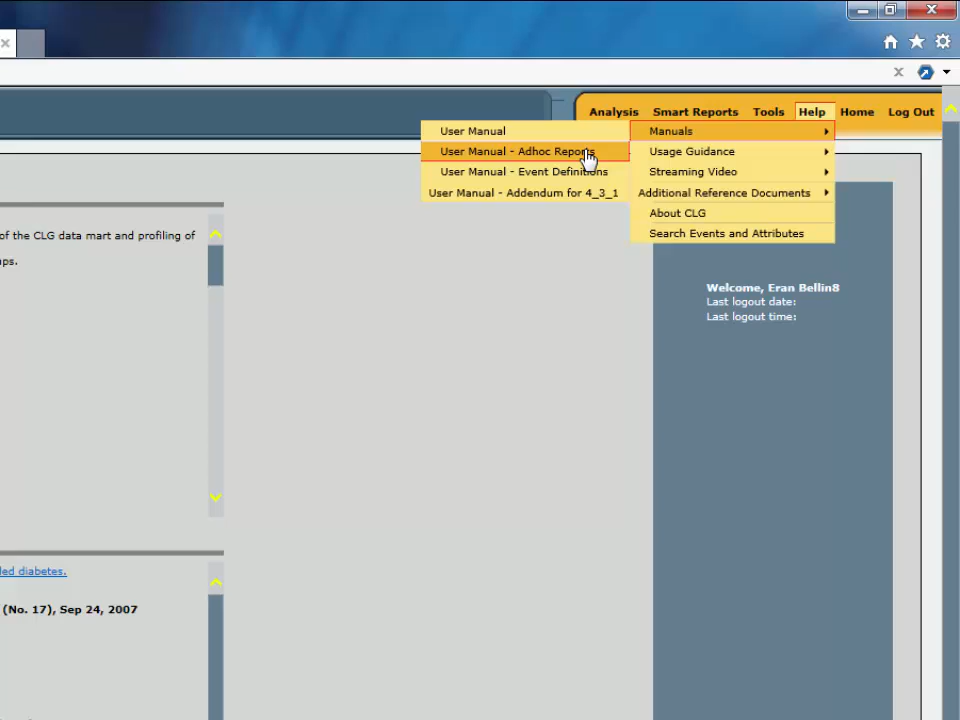 Analysis Smart Reports Tools Help Home Log Out
User Manual
User Manual - Adhoc Reports
User Manual - Event Definitions
User Manual - Addendum for 4_3_1
Manuals
Usage Guidance
Streaming Video
Additional Reference Documents
About CLG
Search Events and Attributes
of the CLG data mart and profiling of
ups.
Welcome, Eran Bellin8
Last logout date:
Last logout time:
led diabetes.
(No. 17), Sep 24, 2007